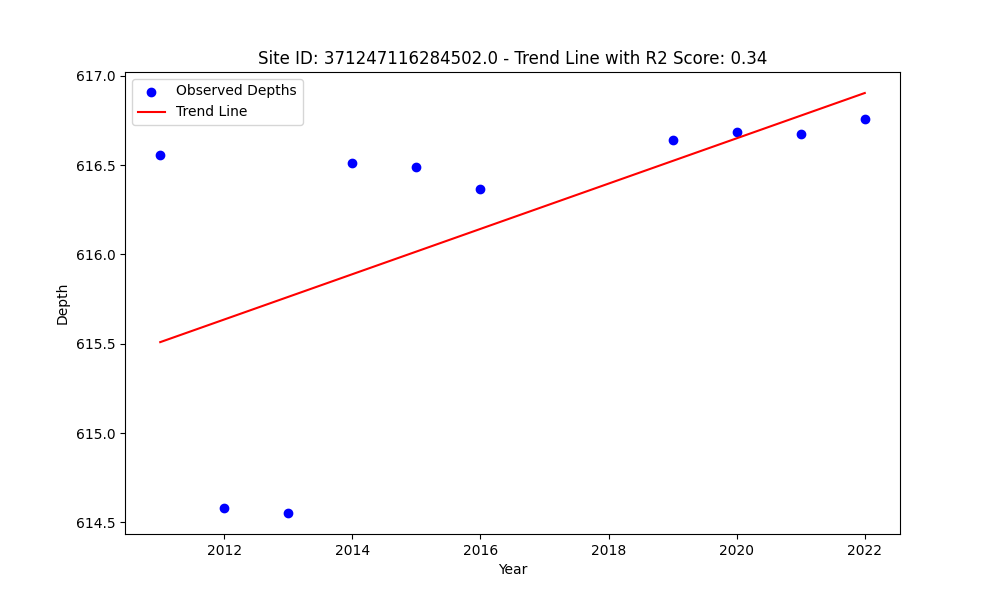 Site ID: 371247116284502.0 - Trend Line with R2 Score: 0.34
Observed Depths
Trend Line
617.0
616.5
616.0
615.5
615.0
614.5
Depth
2012
2014
2016
2018
2020
2022
Year